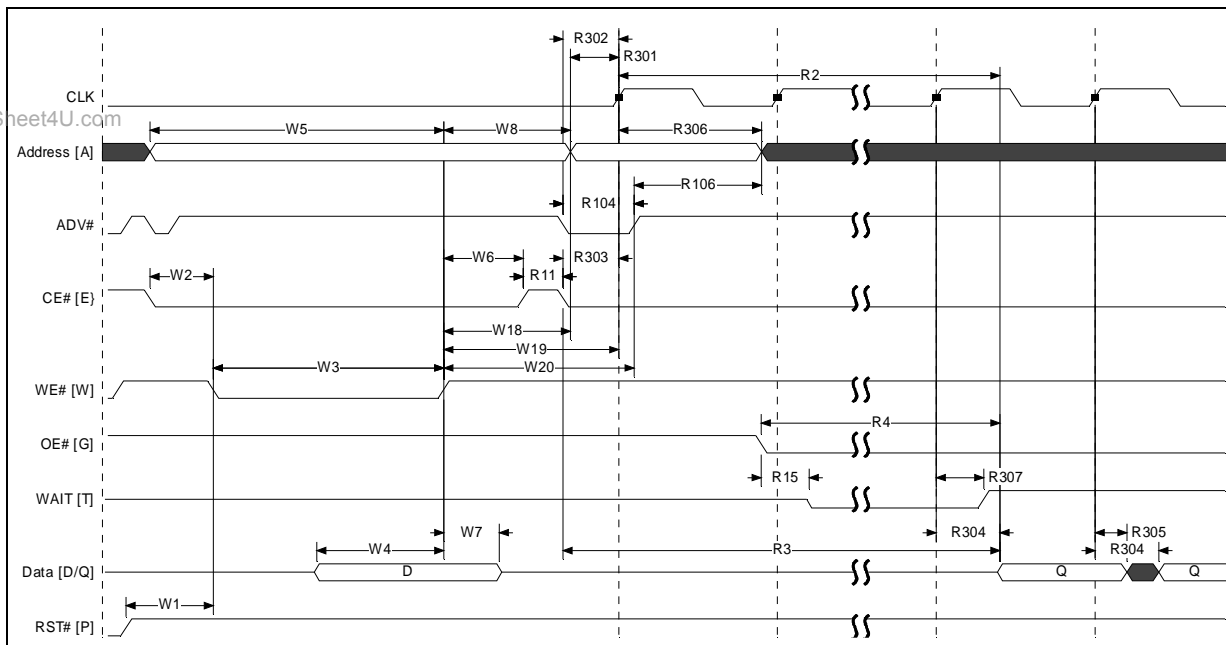 R302
R301
R2
CLK
heet4U.com
W5
W8
R306
Address [A]
R106
R104
ADV#
W6
R303
W2
R11
CE# [E}
W18
W19
W3
W20
WE# [W]
R4
OE# [G]
R15
R307
WAIT [T]
W7
R304
R305
W4
R3
R304
Data [D/Q]
D
Q
Q
W1
RST# [P]